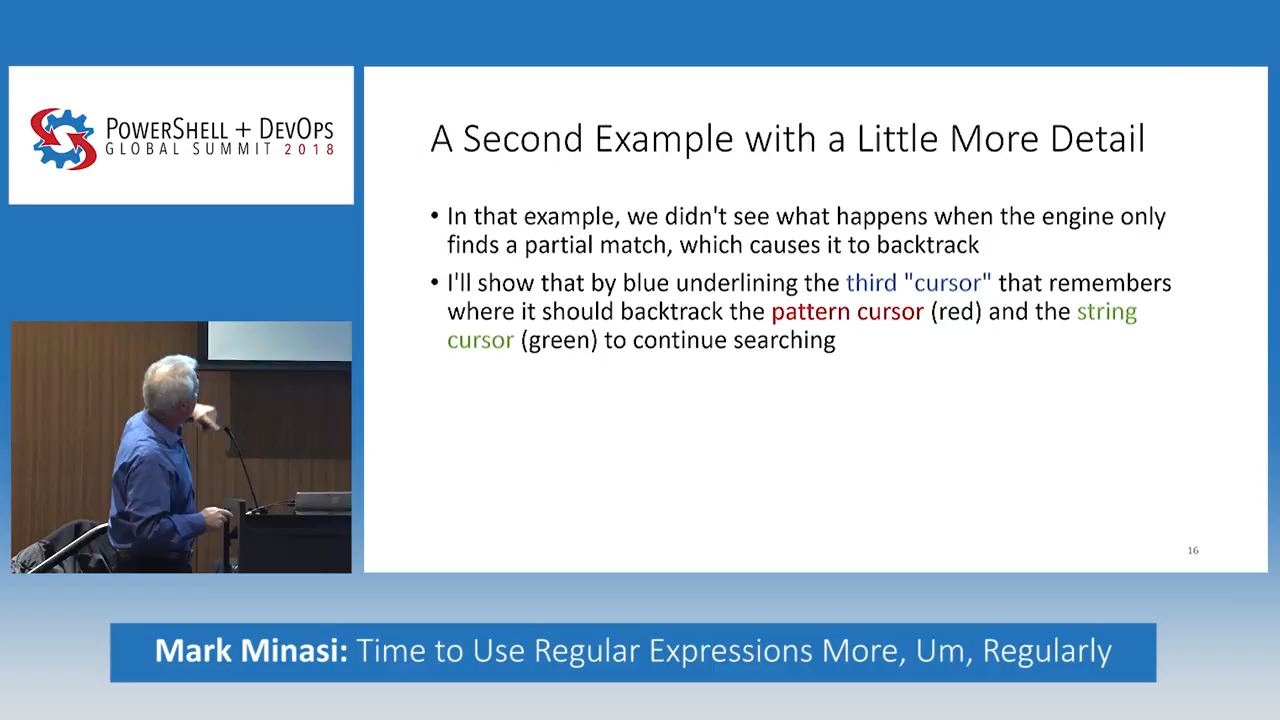 POWERSHELL + DEVOPS
GLOBAL SUMMIT 2018
A Second Example with a Little More Detail
• In that example, we didn't see what happens when the engine only
finds a partial match, which causes it to backtrack
• I'll show that by blue underlining the third "cursor" that remembers
where it should backtrack the pattern cursor (red) and the string
cursor (green) to continue searching
16
Mark Minasi: Time to Use Regular Expressions More, Um, Regularly